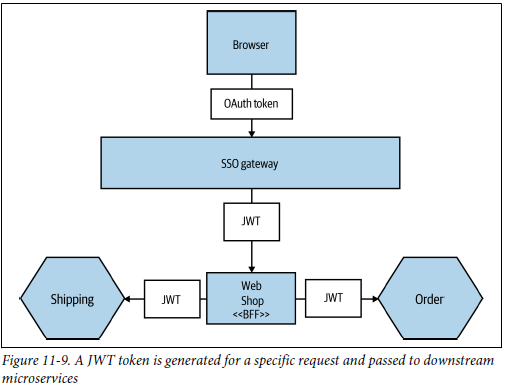 Browser
OAuth token
SSO gateway
JWT
Shipping
JWT
Web
Shop
<<BFF>>
JWT
Order
Figure 11-9. A JWT token is generated for a specific request and passed to downstream
microservices